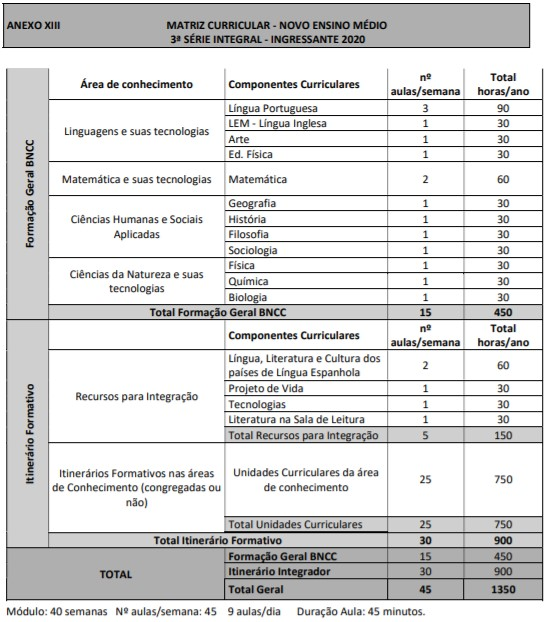 ANEXO XIII
MATRIZ CURRICULAR - NOVO ENSINO MÉDIO
3ª SÉRIE INTEGRAL - INGRESSANTE 2020
Formação Geral BNCC
Área de conhecimento
Componentes Curriculares
nº
aulas/semana
Total
horas/ano
Linguagens e suas tecnologias
Língua Portuguesa 3 90
LEM - Língua Inglesa 1 30
Arte 1 30
Ed. Física 1 30
Matemática e suas tecnologias
Matemática 2 60
Ciências Humanas e Sociais
Aplicadas
Geografia 1 30
História 1 30
Filosofia 1 30
Sociologia 1 30
Ciências da Natureza e suas
tecnologias
Física 1 30
Química 1 30
Biologia 1 30
Total Formação Geral BNCC 15 450
Itinerário Formativo
Componentes Curriculares
nº
aulas/semana
Total
horas/ano
Recursos para Integração
Língua, Literatura e Cultura dos
países de Língua Espanhola
2 60
Projeto de Vida 1 30
Tecnologias 1 30
Literatura na Sala de Leitura 1 30
Total Recursos para Integração 5 150
Itinerários Formativos nas áreas
de Conhecimento (congregadas ou
não)
Unidades Curriculares da área
de conhecimento
25 750
Total Unidades Curriculares 25 750
Total Itinerário Formativo 30 900
TOTAL
Formação Geral BNCC 15 450
Itinerário Integrador 30 900
Total Geral 45 1350
Módulo: 40 semanas Nº aulas/semana: 45 9 aulas/dia Duração Aula: 45 minutos.